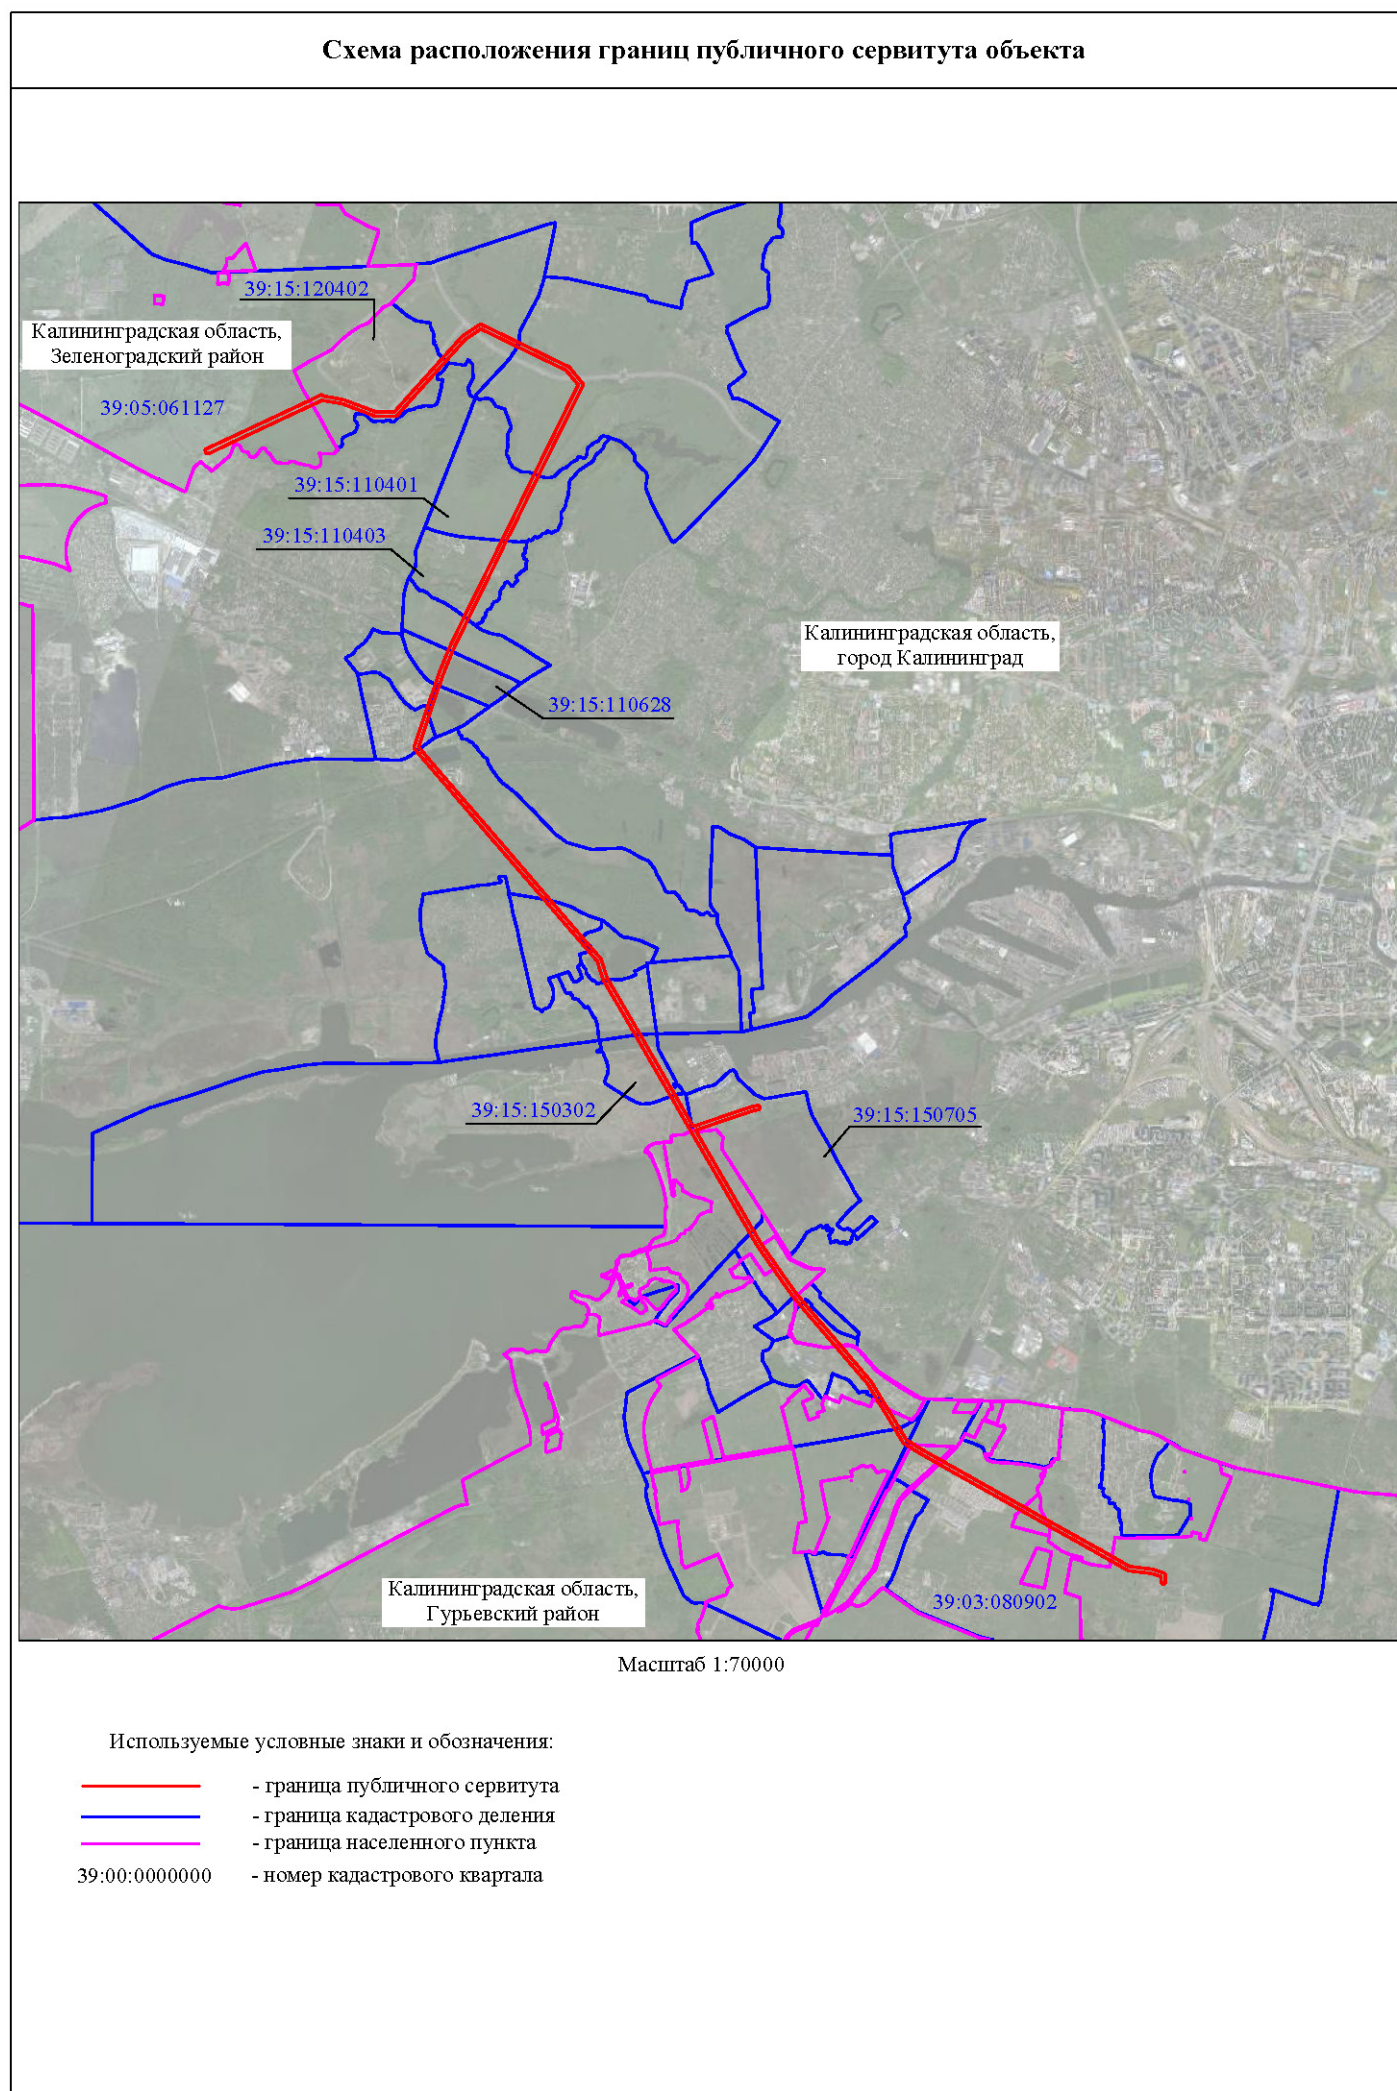 Схема расположения границ публичного сервитута объекта
39:15:120402
Калининградская область,
Зеленоградский район
39:05:061127
39:15:110401
39:15:110403
Калининградская область,
город Калининград
39:15:110628
39:15:150302
39:15:150705
Калининградская область,
Гурьевский район
39:03:080902
Масштаб 1:70000
Используемые условные знаки и обозначения:
- граница публичного сервитута
- граница кадастрового деления
- граница населенного пункта
39:00:0000000 - номер кадастрового квартала